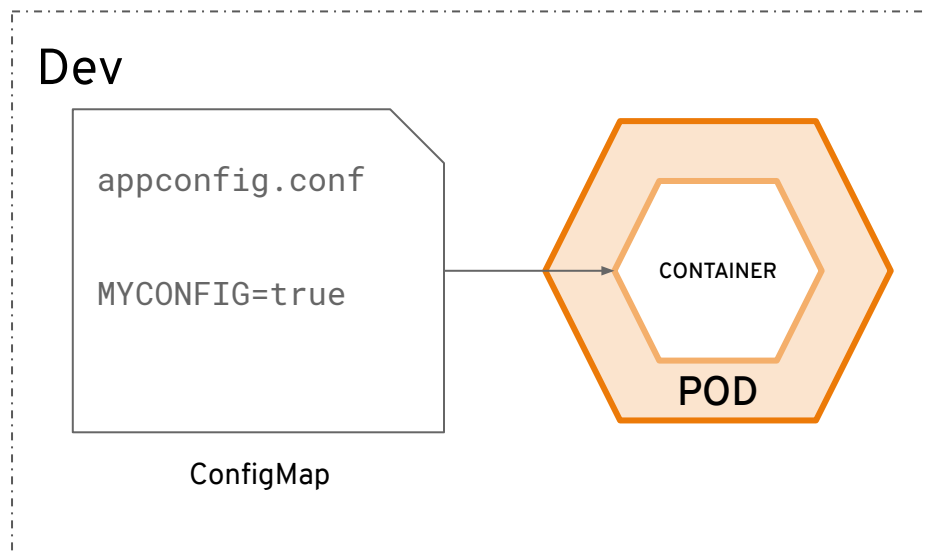 Dev
appconfig.conf
MYCONFIG=true
ConfigMap
CONTAINER
POD